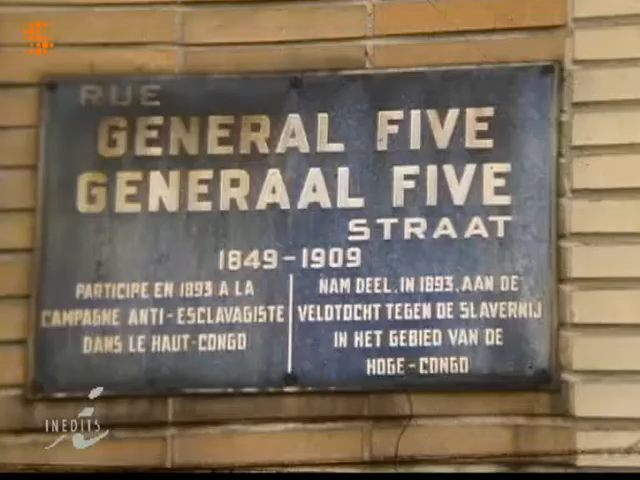 RUE
GENERAL FIVE
GENERAAL FIVE
STRAAT
1849-1909
PARTICIPE EN 1893 A LA
CAMPAGNE ANTI-ESCLAVAGISTE
DANS LE HAUT-CONGO
NAM DEEL, IN 1893, AAN DE
VELDTOCHT TEGEN DE SLAVERNIJ
IN HET GEBIED VAN DE
HOGE-CONGO
INEDITS